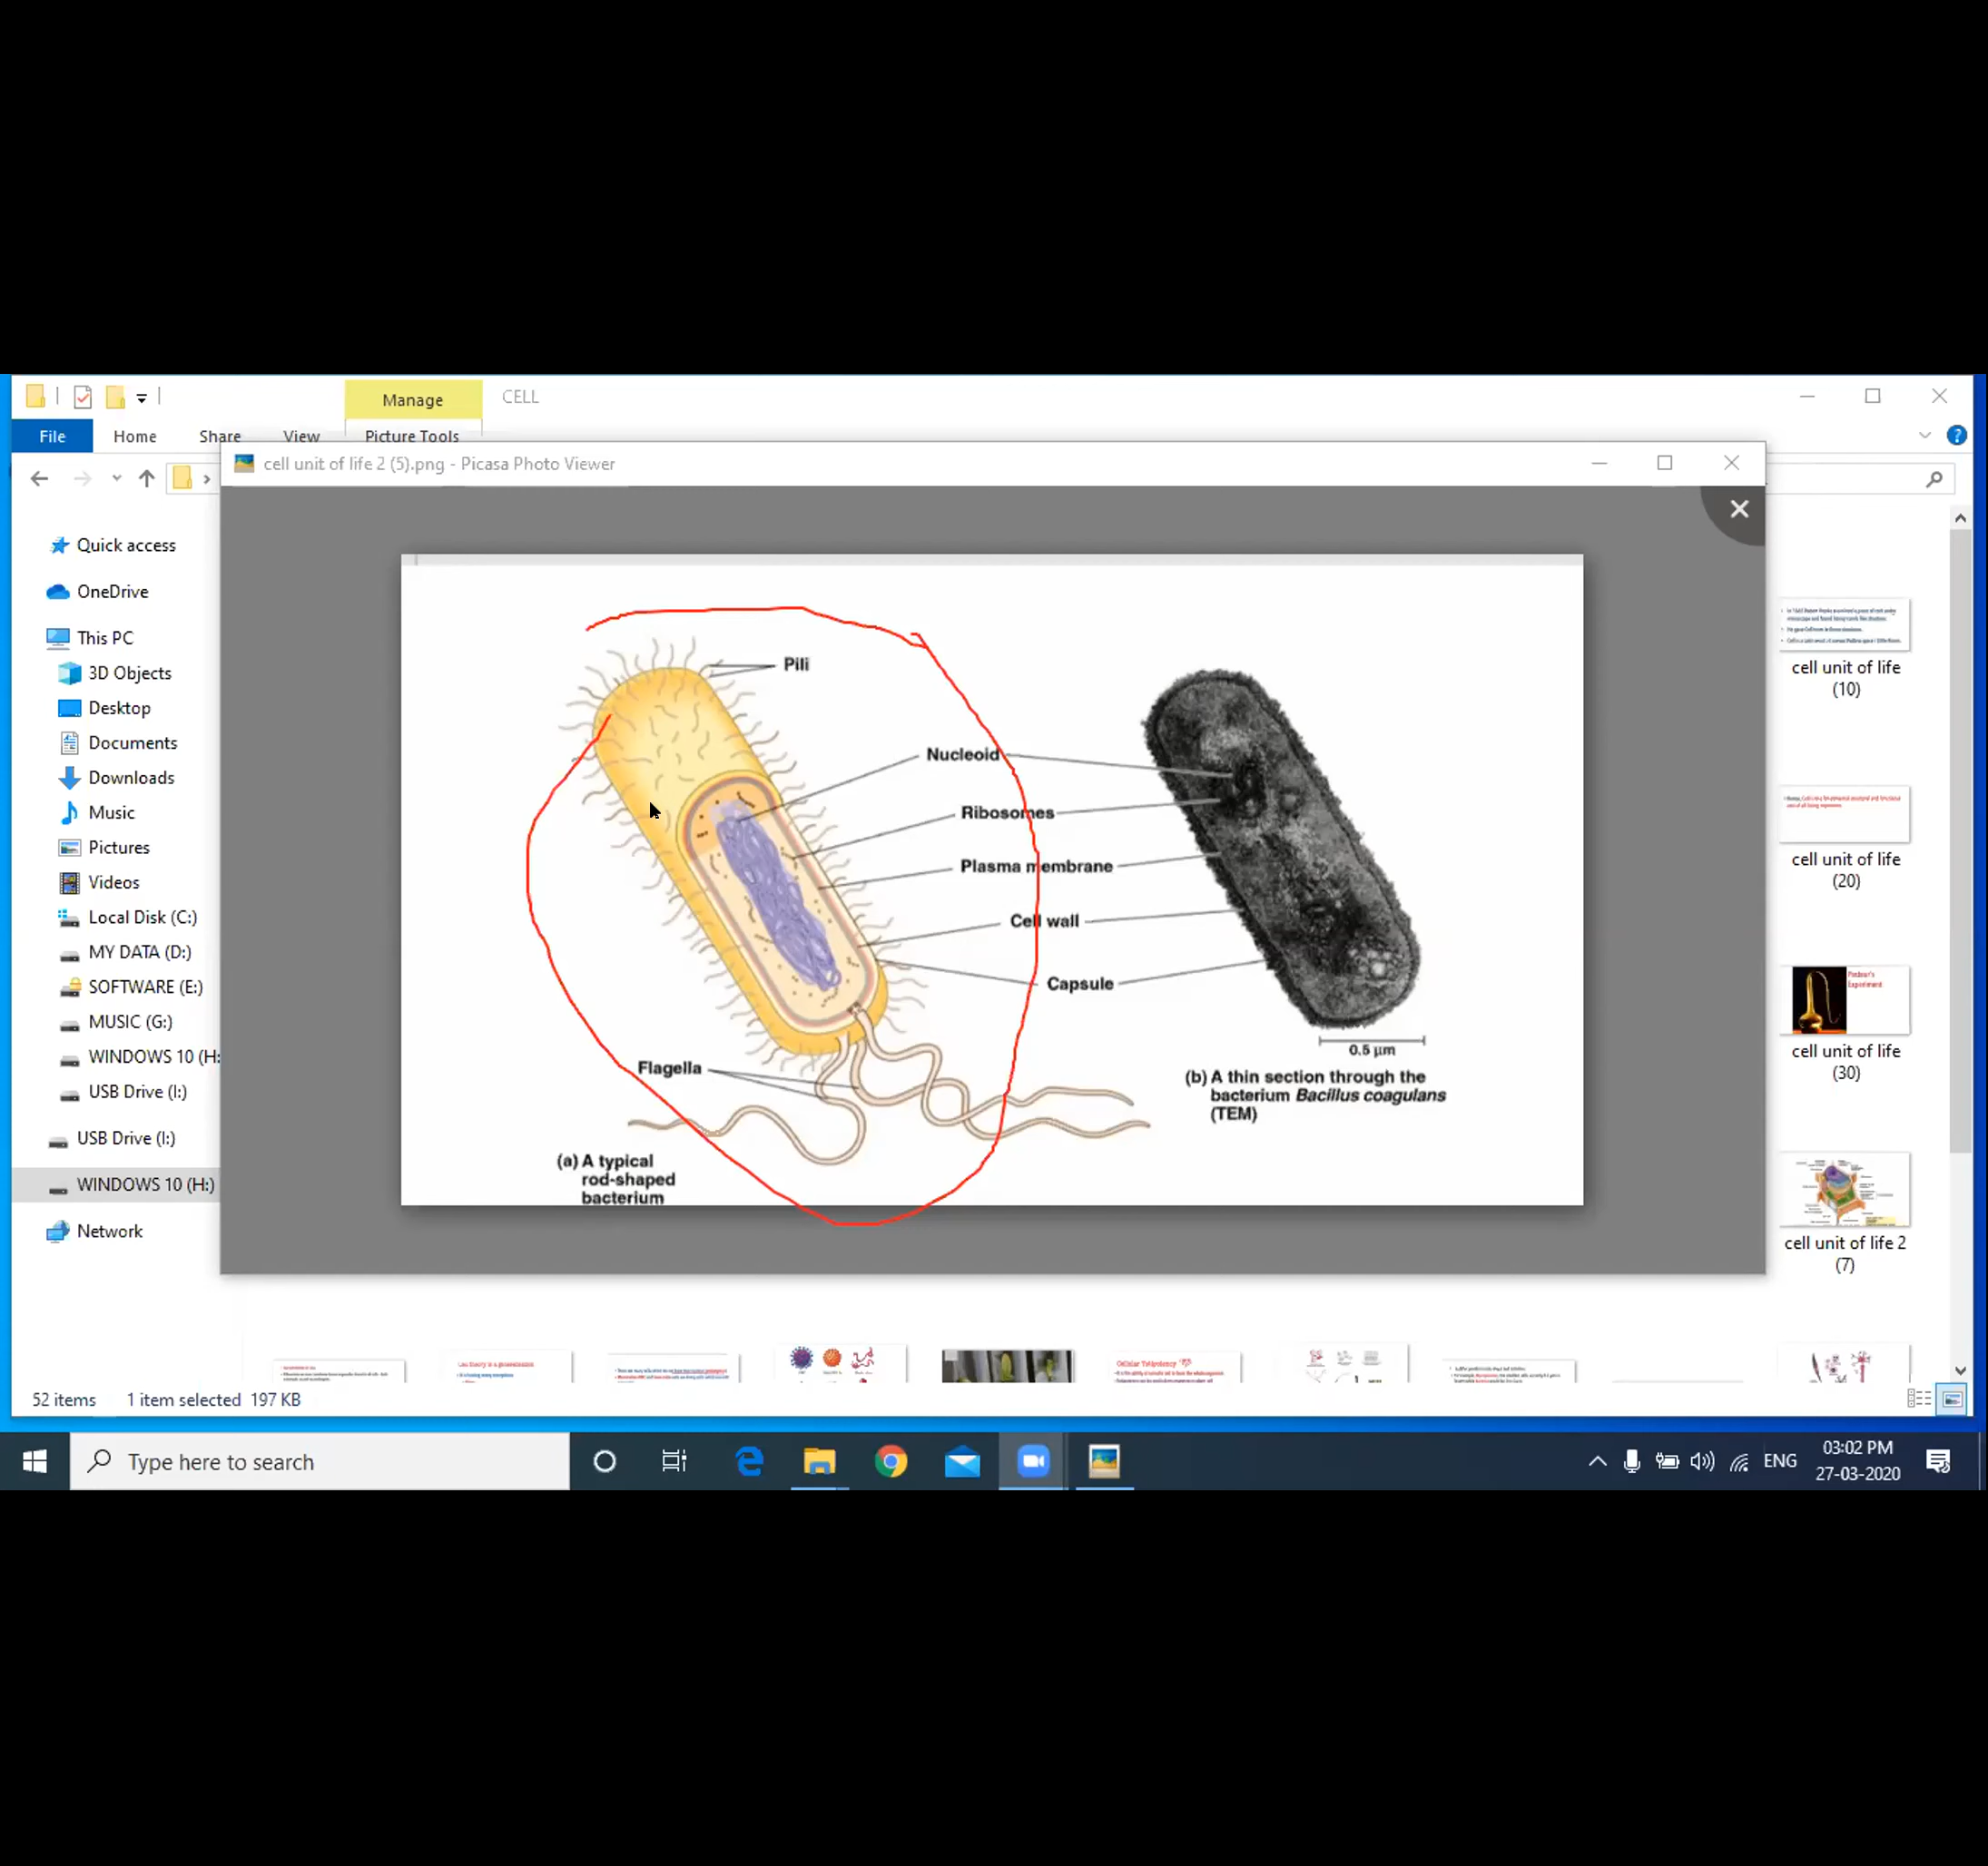 Manage
CELL
File
Home
Share
View
Picture Tools
cell unit of life 2 (5).png - Picasa Photo Viewer
Quick access
OneDrive
This PC
3D Objects
Desktop
Documents
Downloads
Music
Pictures
Videos
Local Disk (C:)
MY DATA (D:)
SOFTWARE (E:)
MUSIC (G:)
WINDOWS 10 (H:
USB Drive (I:)
USB Drive (I:)
WINDOWS 10 (H:)
Network
Pili
Nucleoid
Ribosomes
Plasma membrane
Cell wall
Capsule
Flagella
(a) A typical
rod-shaped
bacterium
0.5 µm
(b) A thin section through the
bacterium Bacillus coagulans
(TEM)
cell unit of life
(10)
cell unit of life
(20)
Pasteur's
Experiment
cell unit of life
(30)
cell unit of life 2
(7)
Cellular Totipotency
52 items
1 item selected 197 KB
Type here to search
ENG
03:02 PM
27-03-2020